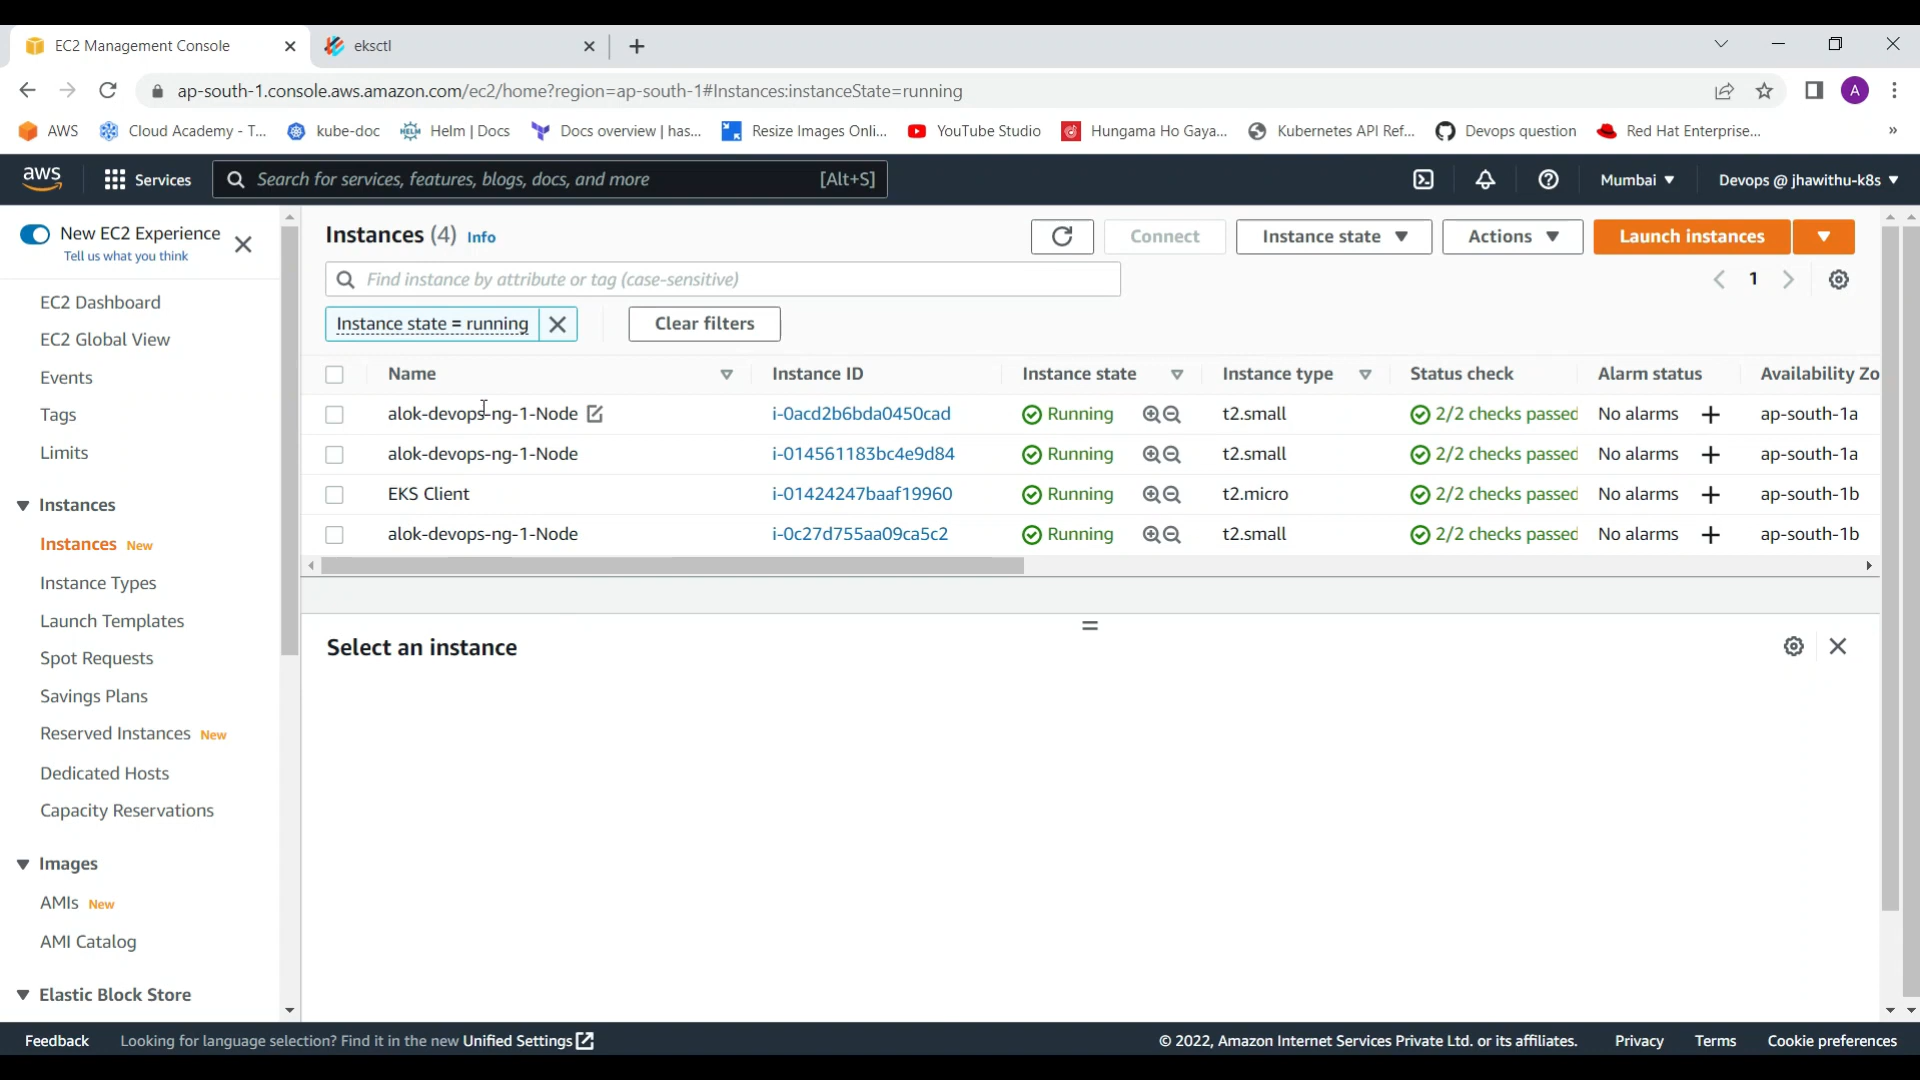 EC2 Management Console
eksctl
ap-south-1.console.aws.amazon.com/ec2/home?region=ap-south-1#Instances:instanceState=running
A
AWS Cloud Academy - T... kube-doc Helm | Docs Docs overview | has... Resize Images Onli... YouTube Studio Hungama Ho Gaya... Kubernetes API Ref... Devops question Red Hat Enterprise... »
aws Services Search for services, features, blogs, docs, and more [Alt+S] Mumbai Devops @ jhawithu-k8s
New EC2 Experience
Tell us what you think
EC2 Dashboard
EC2 Global View
Events
Tags
Limits
Instances
Instances New
Instance Types
Launch Templates
Spot Requests
Savings Plans
Reserved Instances New
Dedicated Hosts
Capacity Reservations
Images
AMIs New
AMI Catalog
Elastic Block Store
Instances (4) Info
Connect Instance state Actions Launch instances
Find instance by attribute or tag (case-sensitive)
1
Instance state = running Clear filters
Name Instance ID Instance state Instance type Status check Alarm status Availability Zo
alok-devops-ng-1-Node i-0acd2b6bda0450cad Running t2.small 2/2 checks passed No alarms + ap-south-1a
alok-devops-ng-1-Node i-014561183bc4e9d84 Running t2.small 2/2 checks passed No alarms + ap-south-1a
EKS Client i-01424247baaf19960 Running t2.micro 2/2 checks passed No alarms + ap-south-1b
alok-devops-ng-1-Node i-0c27d755aa09ca5c2 Running t2.small 2/2 checks passed No alarms + ap-south-1b
Select an instance
Feedback Looking for language selection? Find it in the new Unified Settings © 2022, Amazon Internet Services Private Ltd. or its affiliates. Privacy Terms Cookie preferences